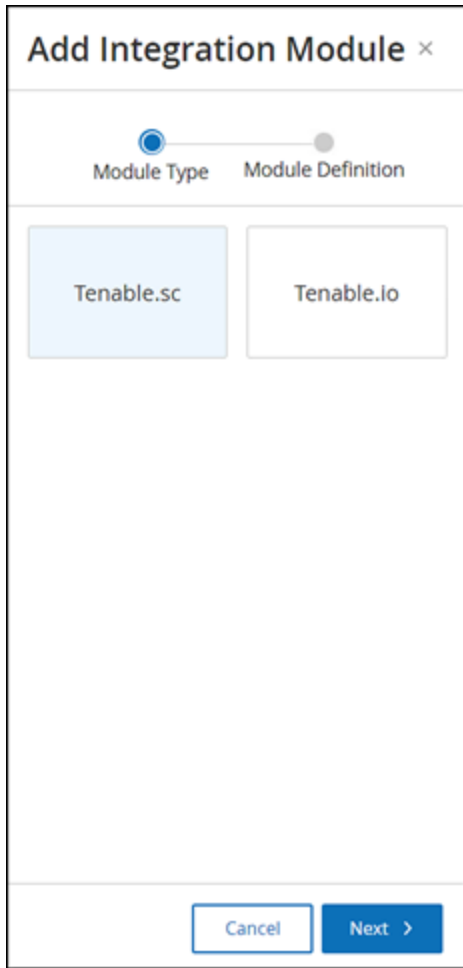 Add Integration Module ×
Module Type Module Definition
Tenable.sc Tenable.io
Cancel Next >